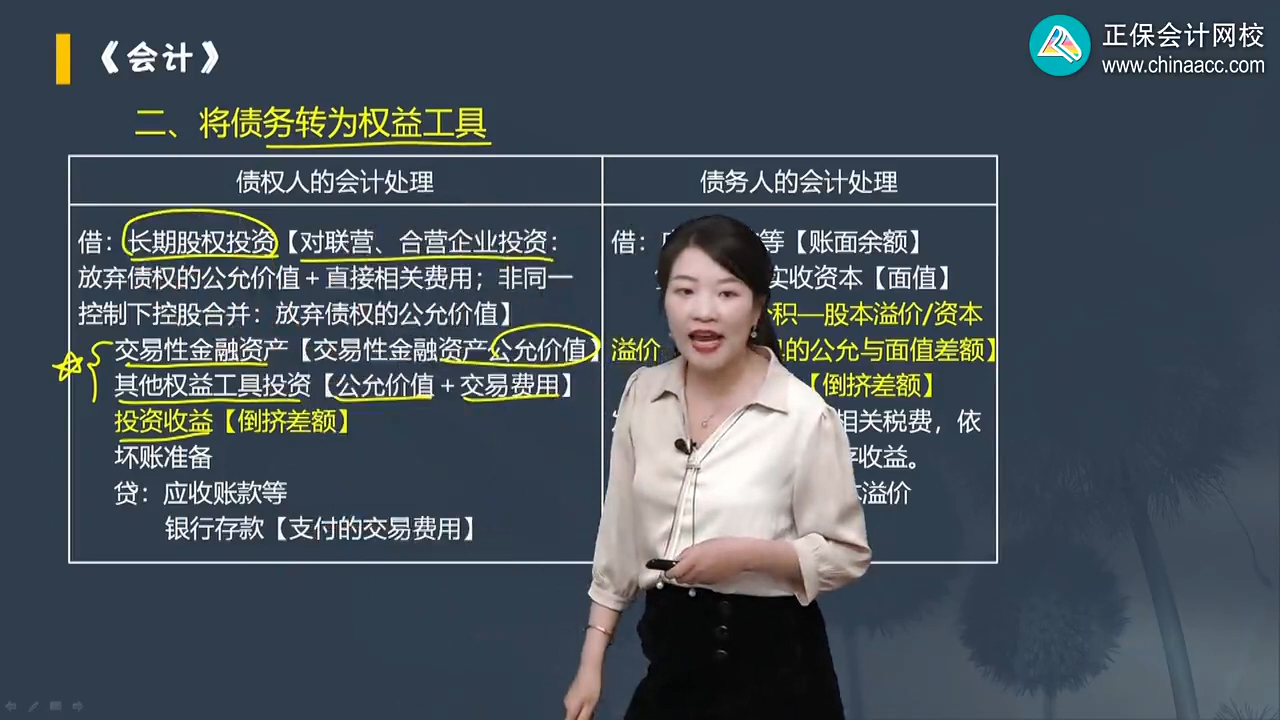 《会计》
正保会计网校
www.chinaacc.com
二、将债务转为权益工具
债权人的会计处理
借：长期股权投资【对联营、合营企业投资：
放弃债权的公允价值＋直接相关费用；非同一
控制下控股合并：放弃债权的公允价值】
交易性金融资产【交易性金融资产公允价值】
其他权益工具投资【公允价值＋交易费用】
投资收益【倒挤差额】
坏账准备
贷：应收账款等
银行存款【支付的交易费用】
债务人的会计处理
借：
等【账面余额】
实收资本【面值】
积—股本溢价/资本
溢价
的公允与面值差额】
【倒挤差额】
相关税费，依
收益。
溢价